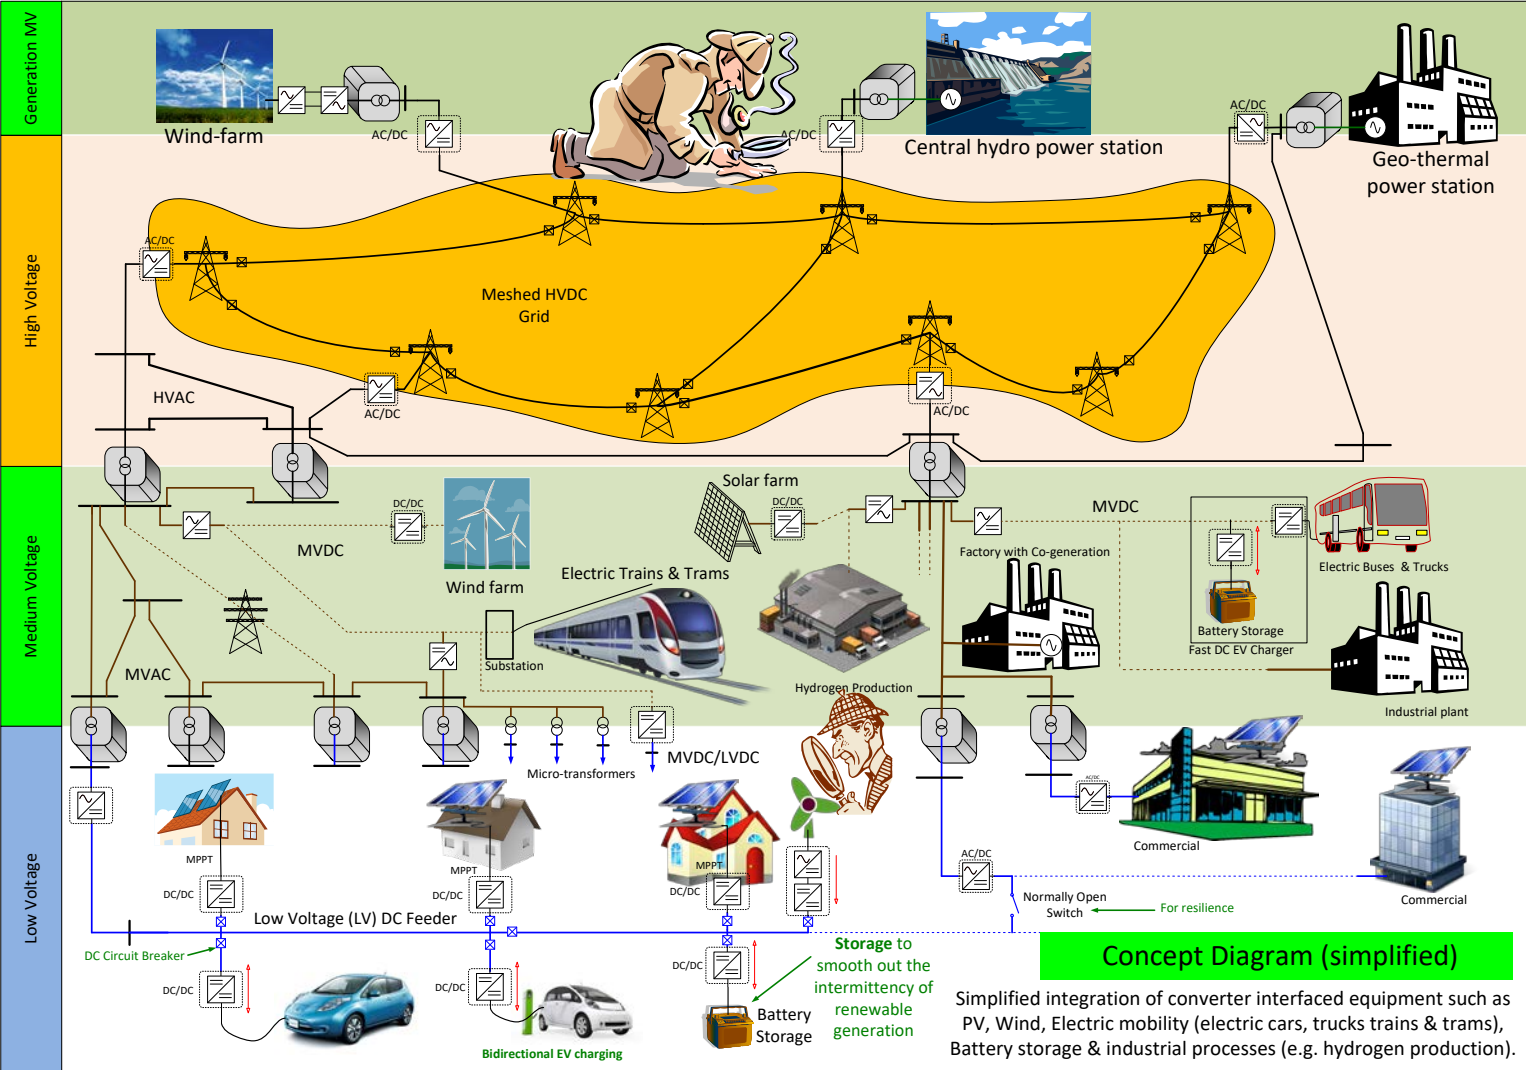 Generation MV
Wind-farm
AC/DC
AC/DC
Central hydro power station
AC/DC
Geo-thermal
power station
High Voltage
AC/DC
Meshed HVDC
Grid
HVAC
AC/DC
AC/DC
Medium Voltage
DC/DC
MVDC
Wind farm
Solar farm
DC/DC
MVDC
Factory with Co-generation
Electric Buses & Trucks
Electric Trains & Trams
Substation
Battery Storage
Fast DC EV Charger
MVAC
Hydrogen Production
Industrial plant
Micro-transformers
MVDC/LVDC
Low Voltage
AC/DC
Commercial
MPPT
MPPT
MPPT
DC/DC
DC/DC
DC/DC
AC/DC
Normally Open
Switch
For resilience
Commercial
Low Voltage (LV) DC Feeder
DC Circuit Breaker
DC/DC
DC/DC
DC/DC
Storage to
smooth out the
intermittency of
renewable
generation
Battery
Storage
Bidirectional EV charging
Concept Diagram (simplified)
Simplified integration of converter interfaced equipment such as
PV, Wind, Electric mobility (electric cars, trucks trains & trams),
Battery storage & industrial processes (e.g. hydrogen production).